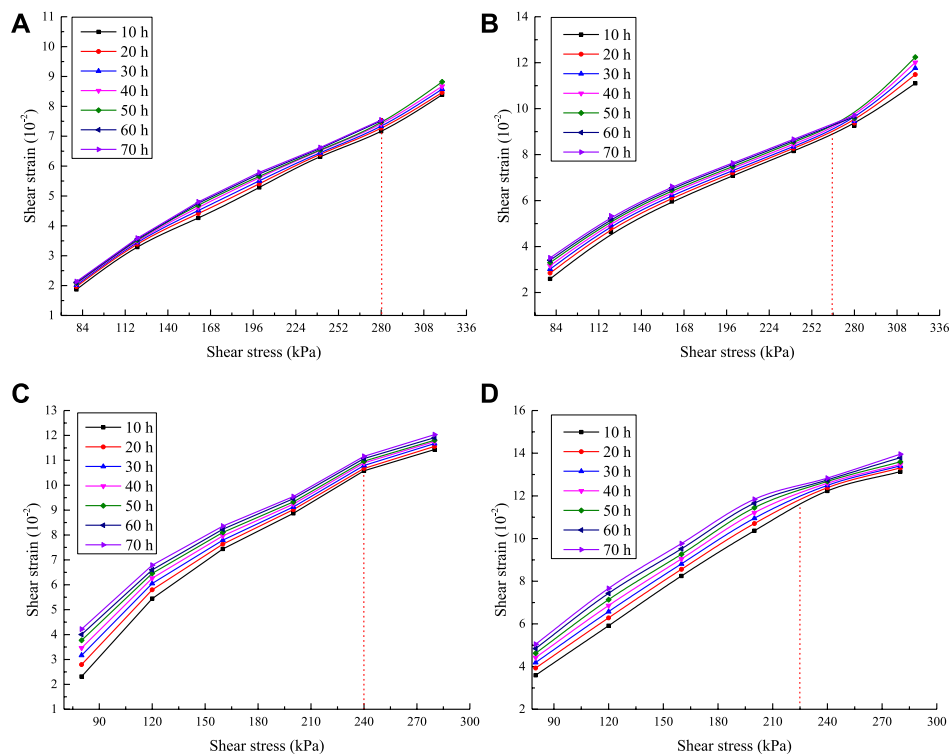 A
11
10
9
8
7
6
5
4
3
2
1
10 h
20 h
30 h
40 h
50 h
60 h
70 h
84 112 140 168 196 224 252 280 308 336
Shear strain (10⁻²)
Shear stress (kPa)
B
14
12
10
8
6
4
2
10 h
20 h
30 h
40 h
50 h
60 h
70 h
84 112 140 168 196 224 252 280 308 336
Shear strain (10⁻²)
Shear stress (kPa)
C
13
12
11
10
9
8
7
6
5
4
3
2
1
10 h
20 h
30 h
40 h
50 h
60 h
70 h
90 120 150 180 210 240 270 300
Shear strain (10⁻²)
Shear stress (kPa)
D
16
14
12
10
8
6
4
2
10 h
20 h
30 h
40 h
50 h
60 h
70 h
90 120 150 180 210 240 270 300
Shear strain (10⁻²)
Shear stress (kPa)